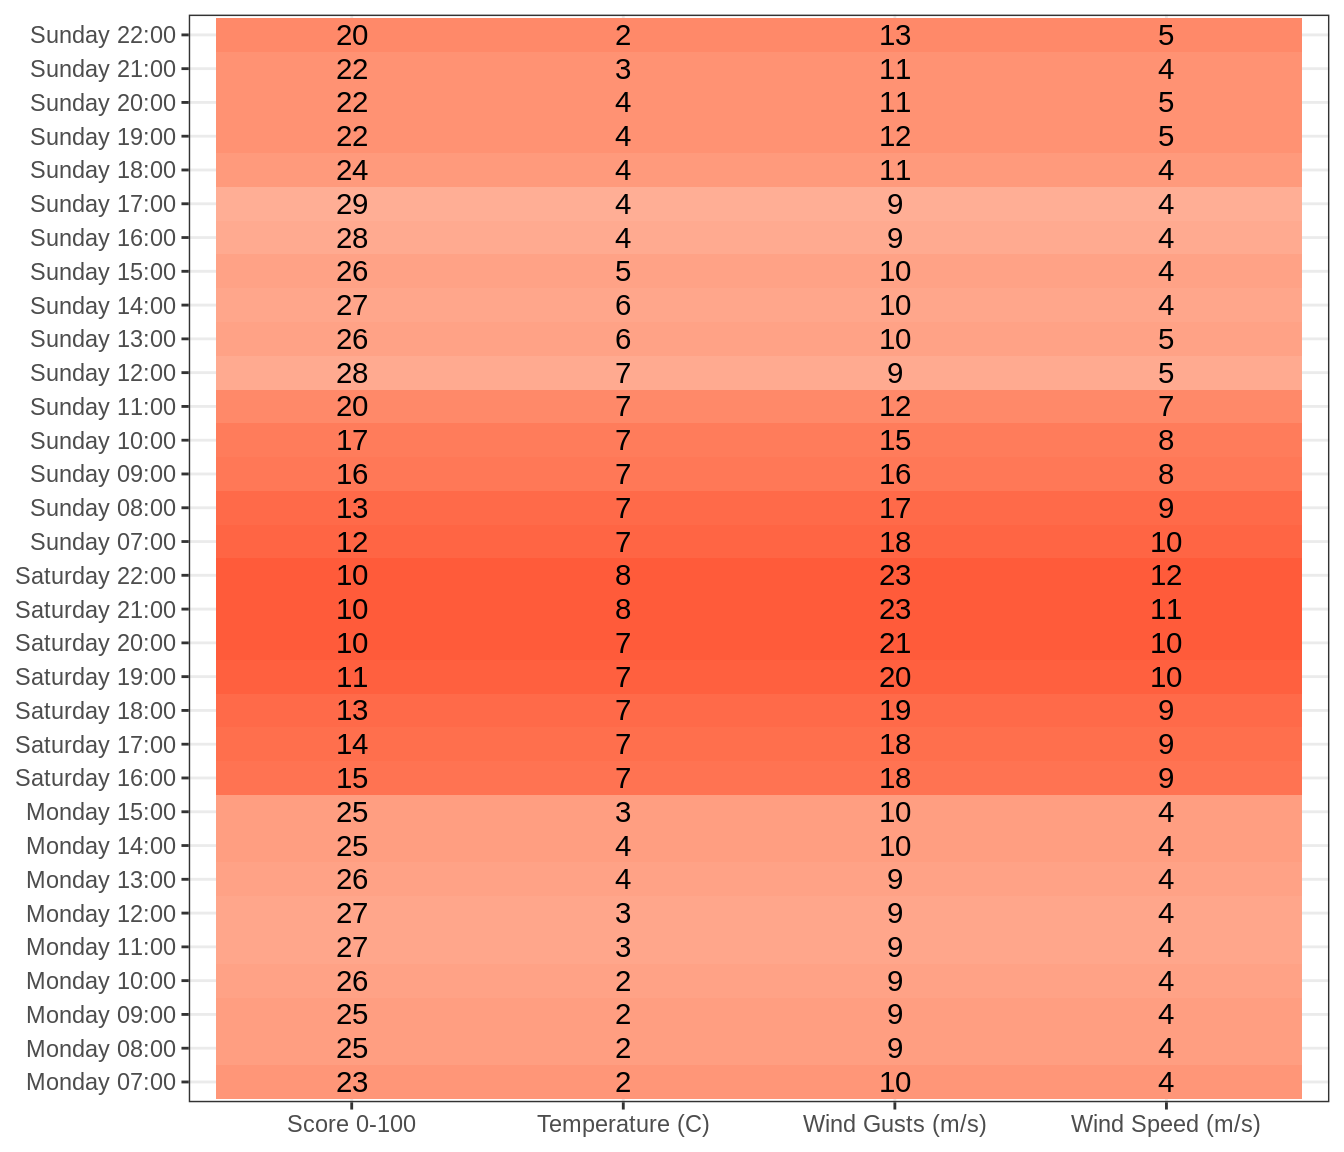 Sunday 22:00 20 2 13 5
Sunday 21:00 22 3 11 4
Sunday 20:00 22 4 11 5
Sunday 19:00 22 4 12 5
Sunday 18:00 24 4 11 4
Sunday 17:00 29 4 9 4
Sunday 16:00 28 4 9 4
Sunday 15:00 26 5 10 4
Sunday 14:00 27 6 10 4
Sunday 13:00 26 6 10 5
Sunday 12:00 28 7 9 5
Sunday 11:00 20 7 12 7
Sunday 10:00 17 7 15 8
Sunday 09:00 16 7 16 8
Sunday 08:00 13 7 17 9
Sunday 07:00 12 7 18 10
Saturday 22:00 10 8 23 12
Saturday 21:00 10 8 23 11
Saturday 20:00 10 7 21 10
Saturday 19:00 11 7 20 10
Saturday 18:00 13 7 19 9
Saturday 17:00 14 7 18 9
Saturday 16:00 15 7 18 9
Monday 15:00 25 3 10 4
Monday 14:00 25 4 10 4
Monday 13:00 26 4 9 4
Monday 12:00 27 3 9 4
Monday 11:00 27 3 9 4
Monday 10:00 26 2 9 4
Monday 09:00 25 2 9 4
Monday 08:00 25 2 9 4
Monday 07:00 23 2 10 4
Score 0-100 Temperature (C) Wind Gusts (m/s) Wind Speed (m/s)